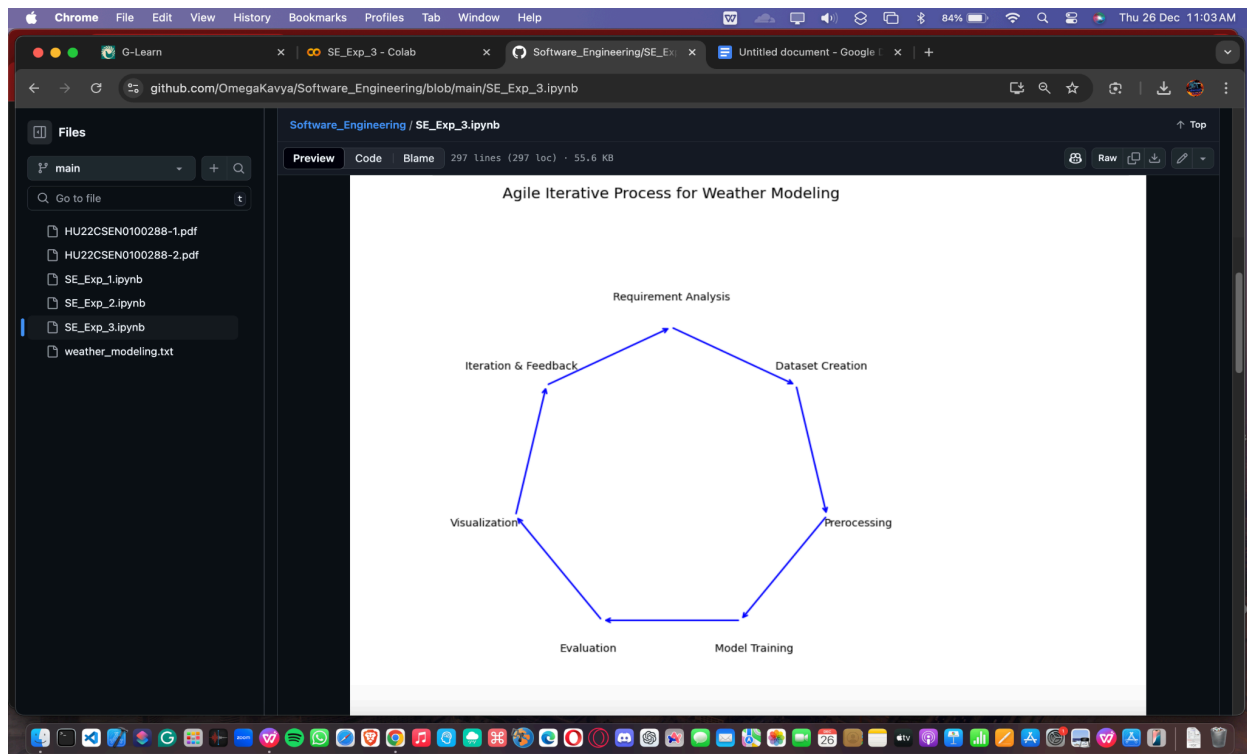 Chrome File Edit View History Bookmarks Profiles Tab Window Help 84% Thu 26 Dec 11:03 AM
G-Learn SE_Exp_3 - Colab Software_Engineering/SE_Ex Untitled document - Google
github.com/OmegaKavya/Software_Engineering/blob/main/SE_Exp_3.ipynb
Files
main
Go to file t
HU22CSEN0100288-1.pdf
HU22CSEN0100288-2.pdf
SE_Exp_1.ipynb
SE_Exp_2.ipynb
SE_Exp_3.ipynb
weather_modeling.txt
Software_Engineering / SE_Exp_3.ipynb Top
Preview Code Blame 297 lines (297 loc) · 55.6 KB Raw
Agile Iterative Process for Weather Modeling
Requirement Analysis
Iteration & Feedback Dataset Creation
Visualization Prerocessing
Evaluation Model Training
zoom DEC 26 tv